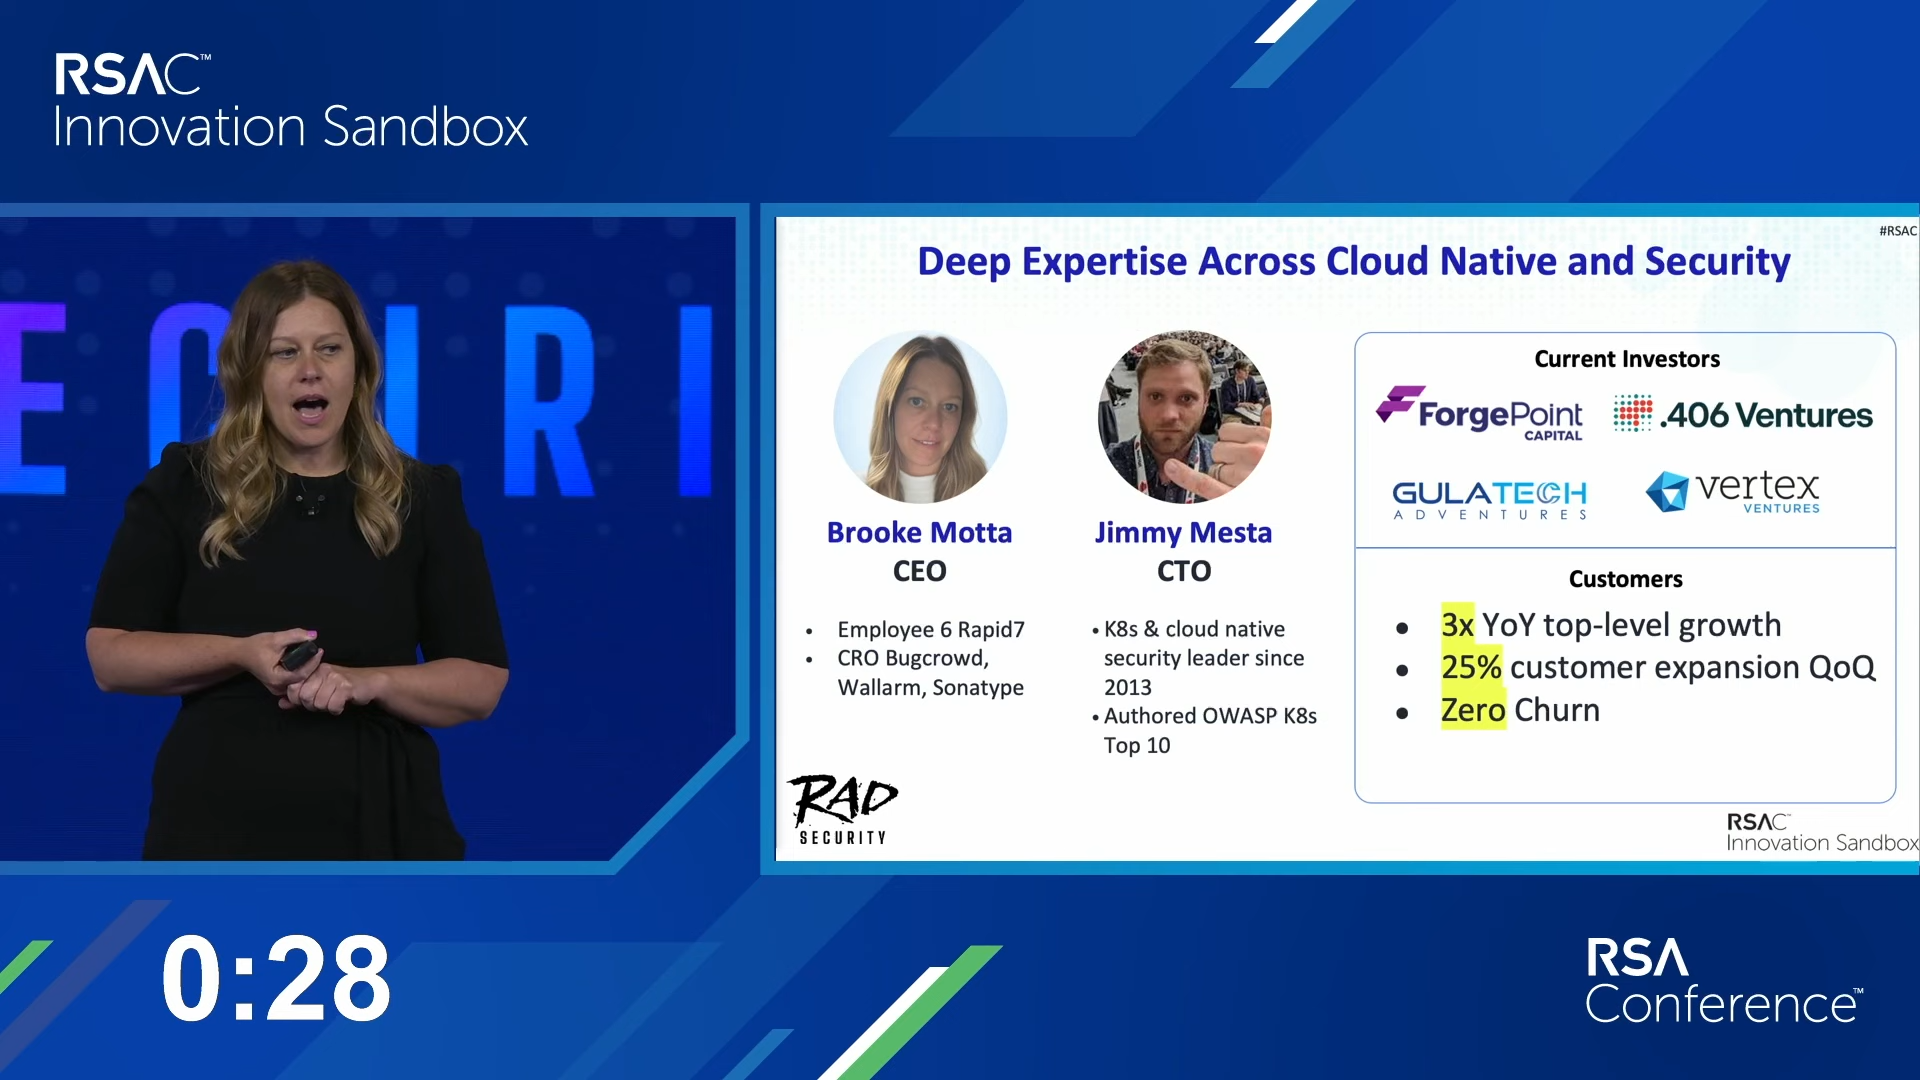 RSAC™
Innovation Sandbox
E C U R I
#RSAC
Deep Expertise Across Cloud Native and Security
Brooke Motta
CEO
• Employee 6 Rapid7
• CRO Bugcrowd,
Wallarm, Sonatype
Jimmy Mesta
CTO
• K8s & cloud native
security leader since
2013
• Authored OWASP K8s
Top 10
Current Investors
ForgePoint
CAPITAL
.406 Ventures
GULATECH
ADVENTURES
vertex
VENTURES
Customers
• 3x YoY top-level growth
• 25% customer expansion QoQ
• Zero Churn
RAD
SECURITY
RSAC
Innovation Sandbox
0:28
RSA
Conference™